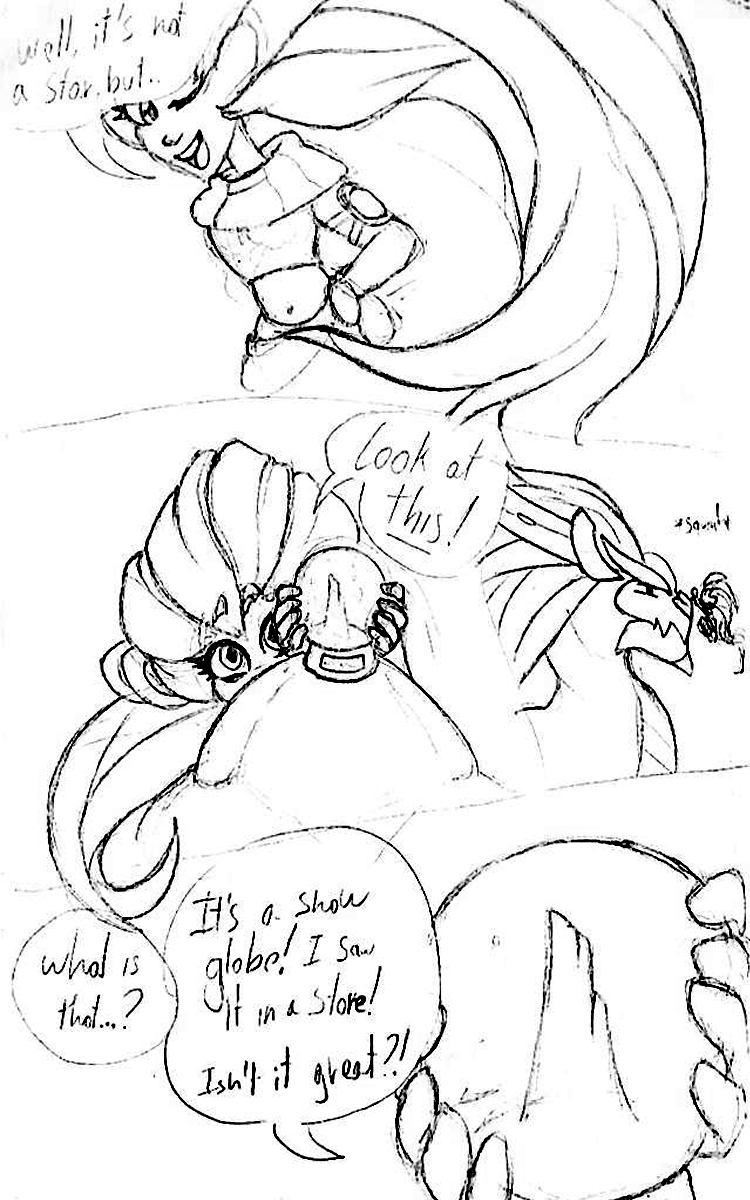 Well, it's not
a star, but..
look at
this!
*squint*
What is
that...?
It's a snow
globe! I saw
it in a store!
Isn't it great?!